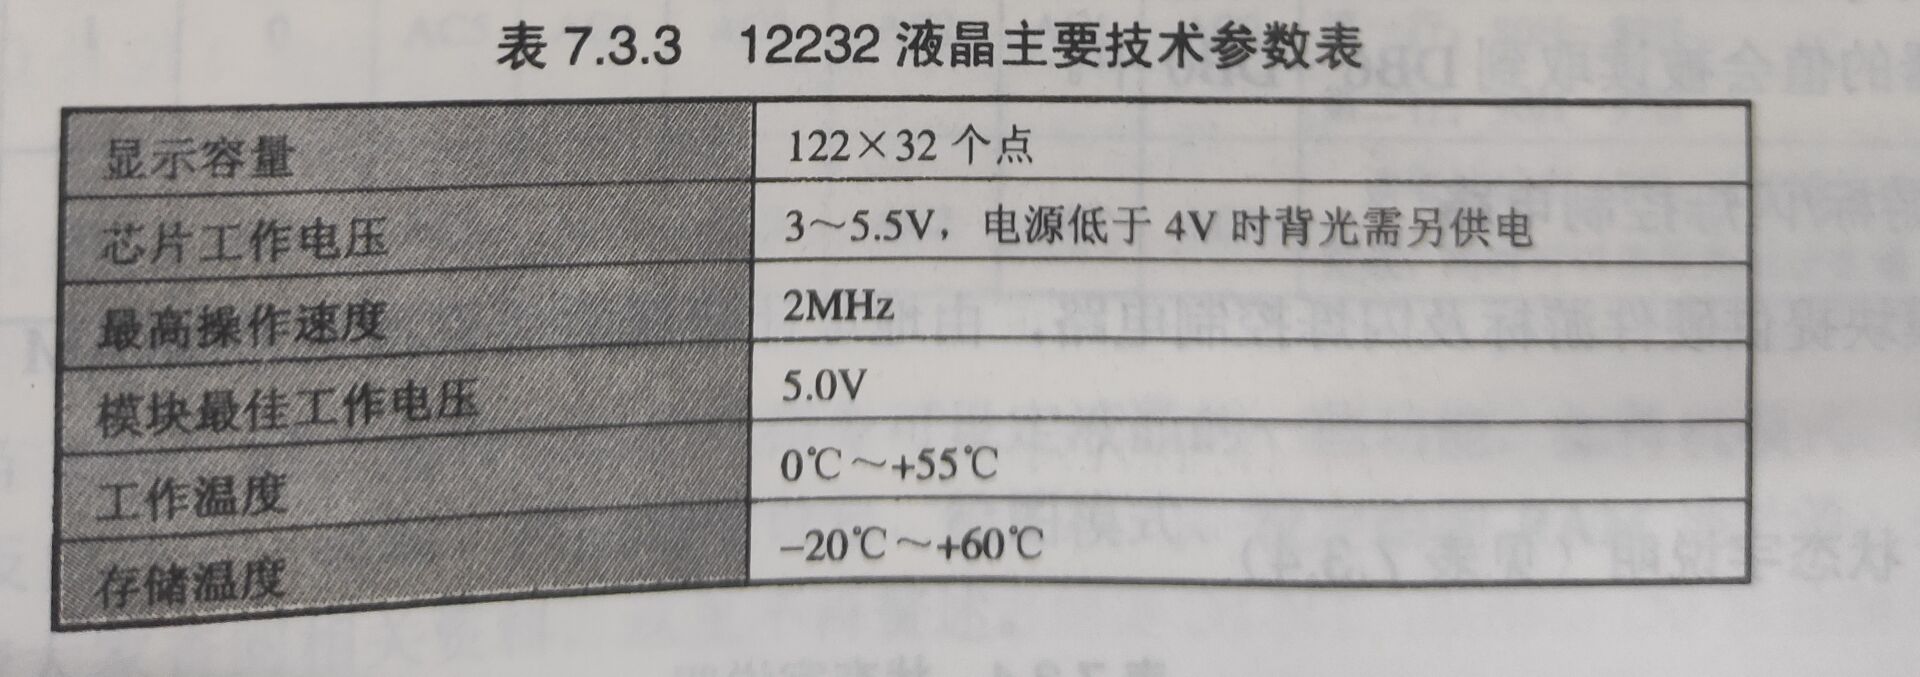 表 7.3.3 12232 液晶主要技术参数表
显示容量 122×32 个点
芯片工作电压 3～5.5V，电源低于 4V 时背光需另供电
最高操作速度 2MHz
模块最佳工作电压 5.0V
工作温度 0℃～+55℃
存储温度 –20℃～+60℃